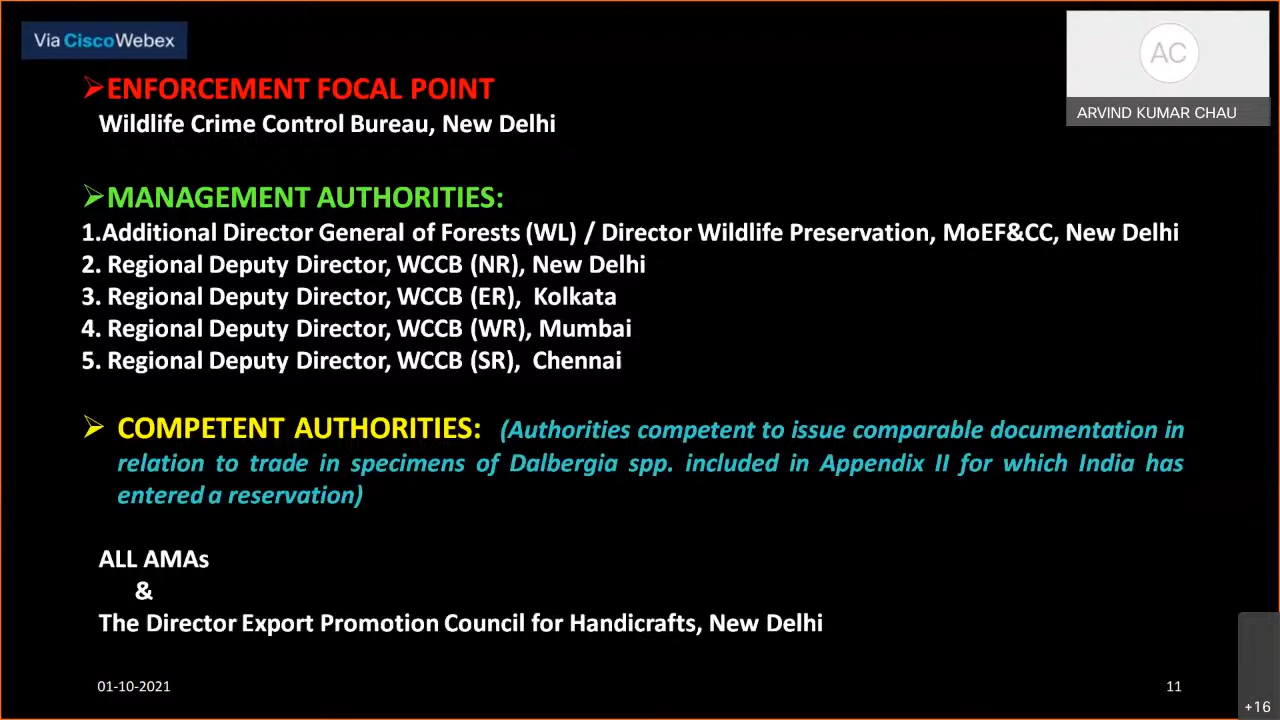 Via CiscoWebex
AC
ARVIND KUMAR CHAU
➢ENFORCEMENT FOCAL POINT
Wildlife Crime Control Bureau, New Delhi
➢MANAGEMENT AUTHORITIES:
1.Additional Director General of Forests (WL) / Director Wildlife Preservation, MoEF&CC, New Delhi
2. Regional Deputy Director, WCCB (NR), New Delhi
3. Regional Deputy Director, WCCB (ER), Kolkata
4. Regional Deputy Director, WCCB (WR), Mumbai
5. Regional Deputy Director, WCCB (SR), Chennai
➢ COMPETENT AUTHORITIES: (Authorities competent to issue comparable documentation in
relation to trade in specimens of Dalbergia spp. included in Appendix II for which India has
entered a reservation)
ALL AMAs
&
The Director Export Promotion Council for Handicrafts, New Delhi
01-10-2021
11
+16